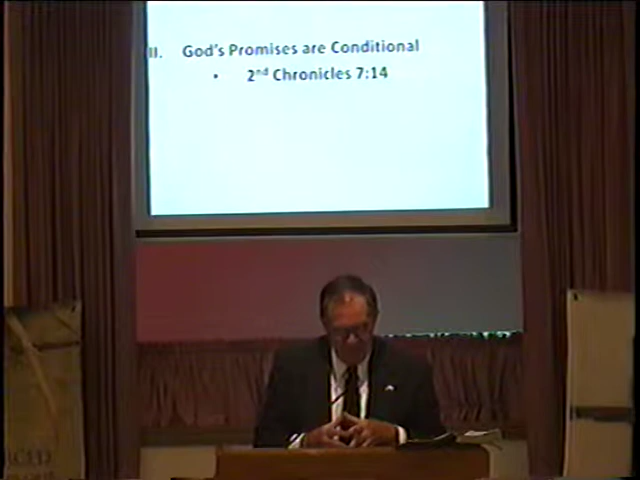 II. God's Promises are Conditional
• 2nd Chronicles 7:14